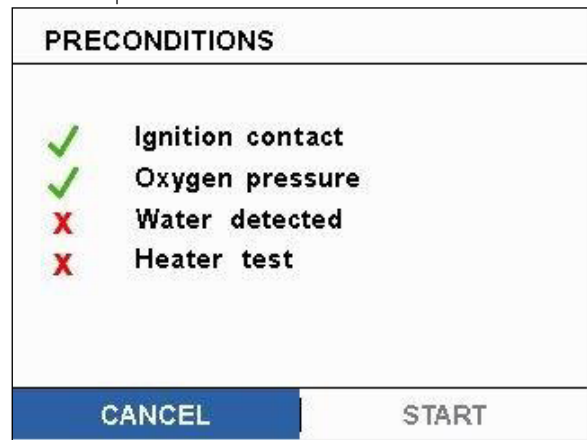 PRECONDITIONS
✓ Ignition contact
✓ Oxygen pressure
X Water detected
X Heater test
CANCEL START